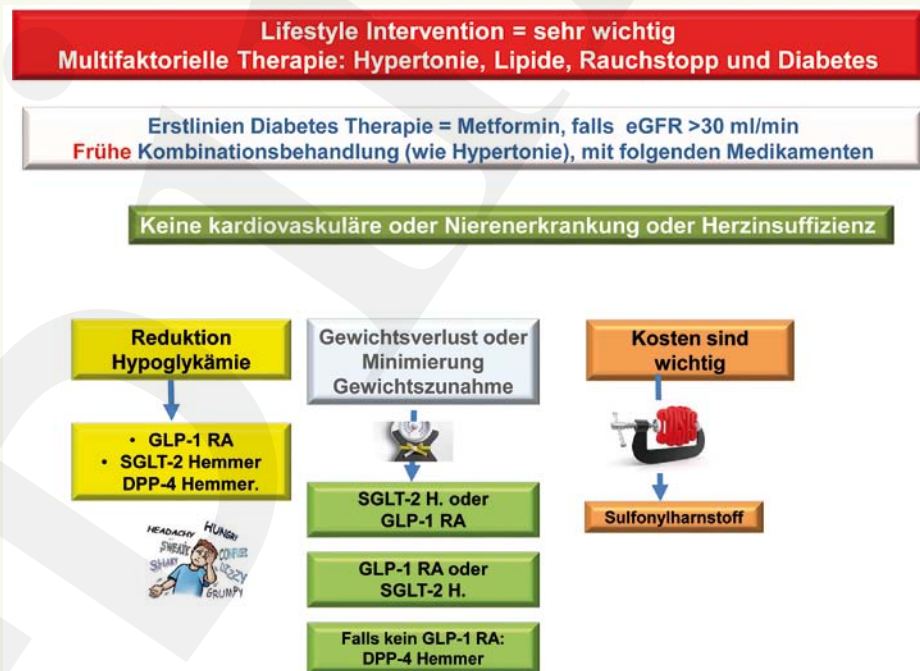 Lifestyle Intervention = sehr wichtig
Multifaktorielle Therapie: Hypertonie, Lipide, Rauchstopp und Diabetes
Erstlinien Diabetes Therapie = Metformin, falls eGFR >30 ml/min
Frühe Kombinationsbehandlung (wie Hypertonie), mit folgenden Medikamenten
Keine kardiovaskuläre oder Nierenerkrankung oder Herzinsuffizienz
Reduktion
Hypoglykämie
• GLP-1 RA
• SGLT-2 Hemmer
DPP-4 Hemmer.
HEADACHY
HUNGRY
SWEATY
CONFUSED
SHAKY
DIZZY
GRUMPY
Gewichtsverlust oder
Minimierung
Gewichtszunahme
SGLT-2 H. oder
GLP-1 RA
GLP-1 RA oder
SGLT-2 H.
Falls kein GLP-1 RA:
DPP-4 Hemmer
Kosten sind
wichtig
Sulfonylharnstoff